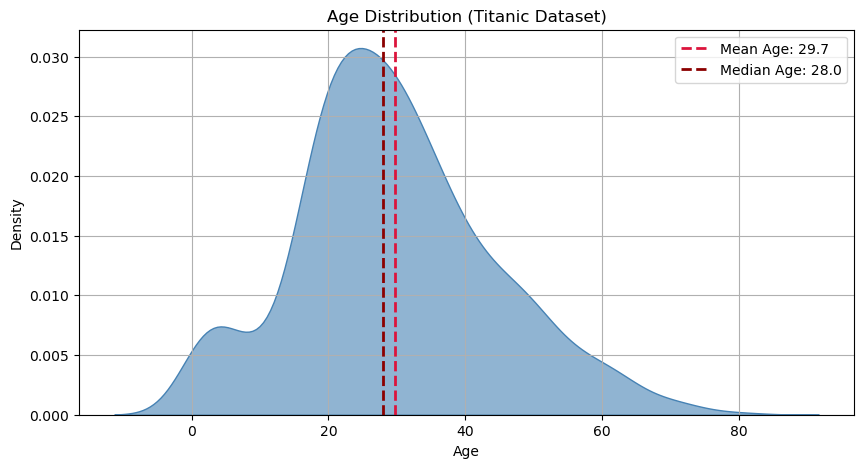 Age Distribution (Titanic Dataset)
Mean Age: 29.7
Median Age: 28.0
0.030
0.025
0.020
0.015
0.010
0.005
0.000
Density
0 20 40 60 80
Age